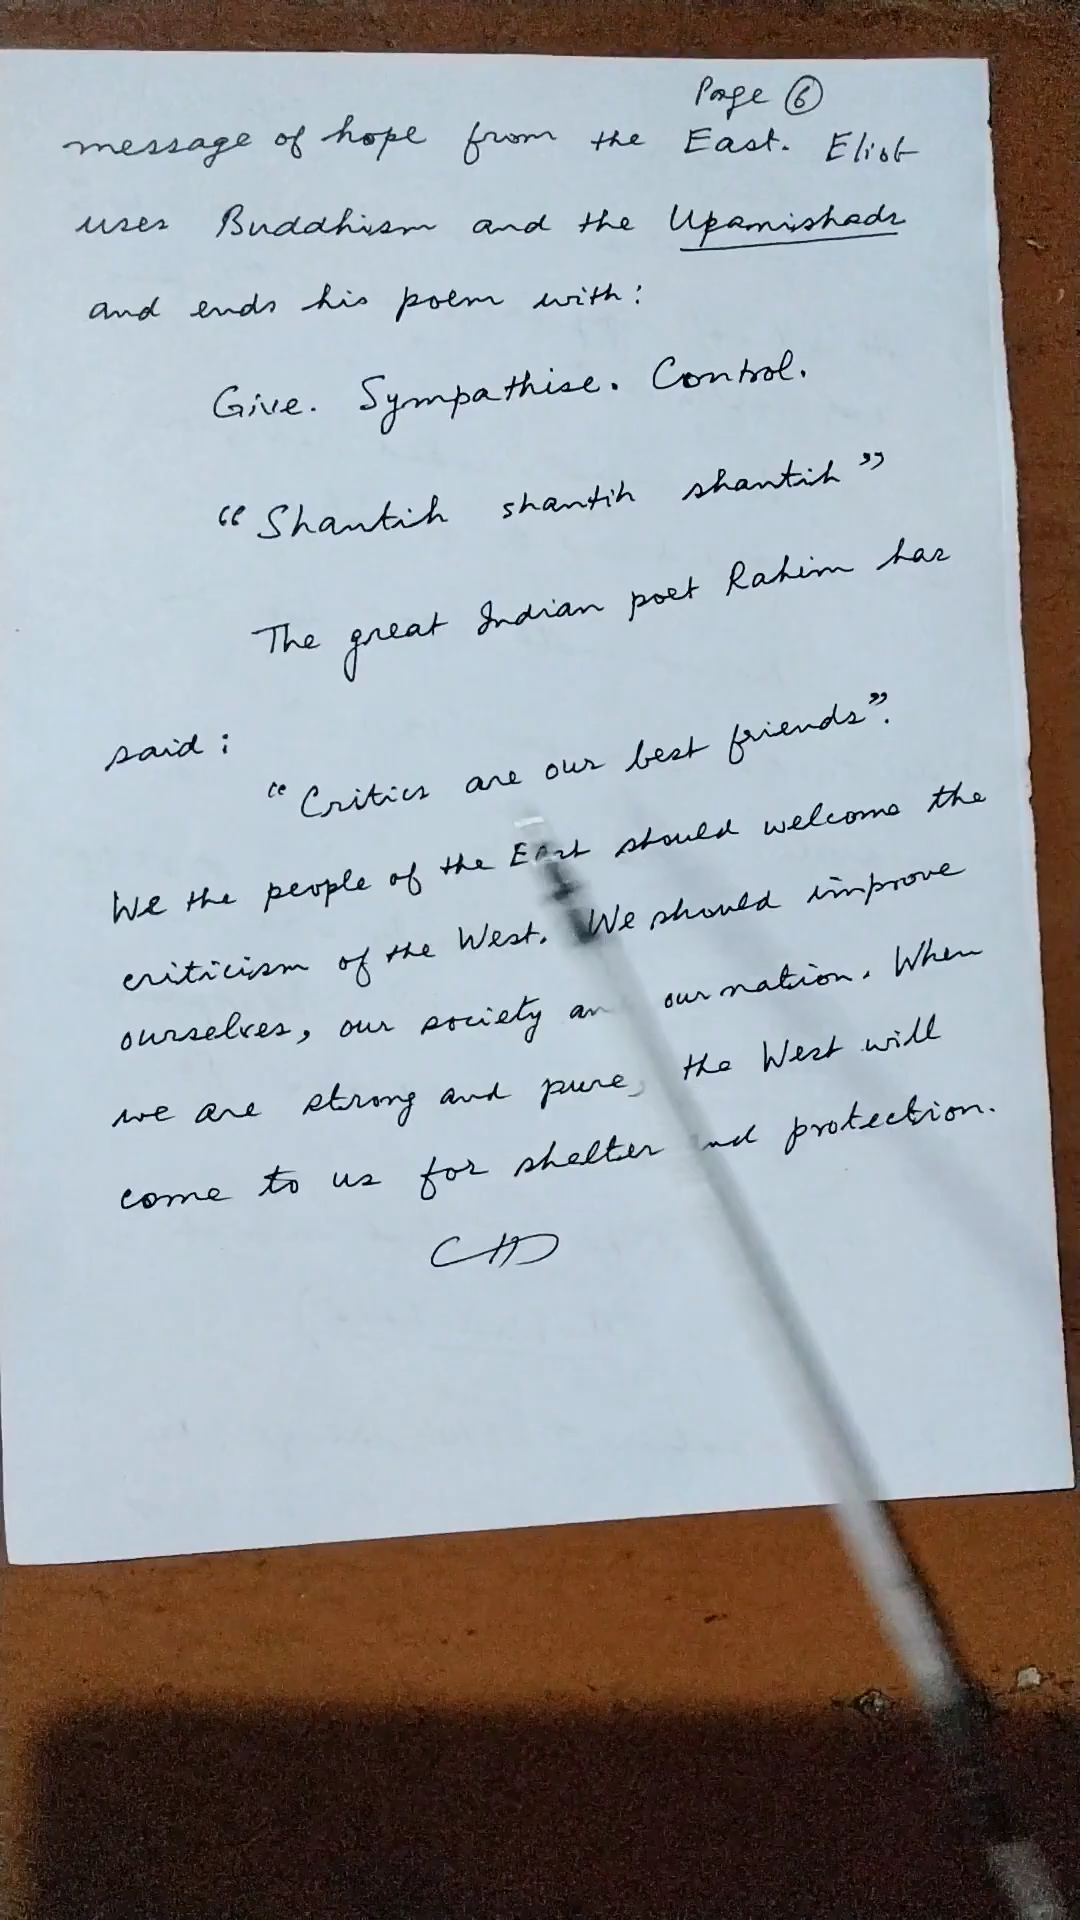 Page 6
message of hope from the East. Eliot
uses Buddhism and the Upanishads
and ends his poem with:
Give. Sympathise. Control.
"Shantih shantih shantih"
The great Indian poet Rahim has
said:
"Critics are our best friends".
We the people of the East should welcome the
criticism of the West. We should improve
ourselves, our society an our nation. When
we are strong and pure, the West will
come to us for shelter and protection.